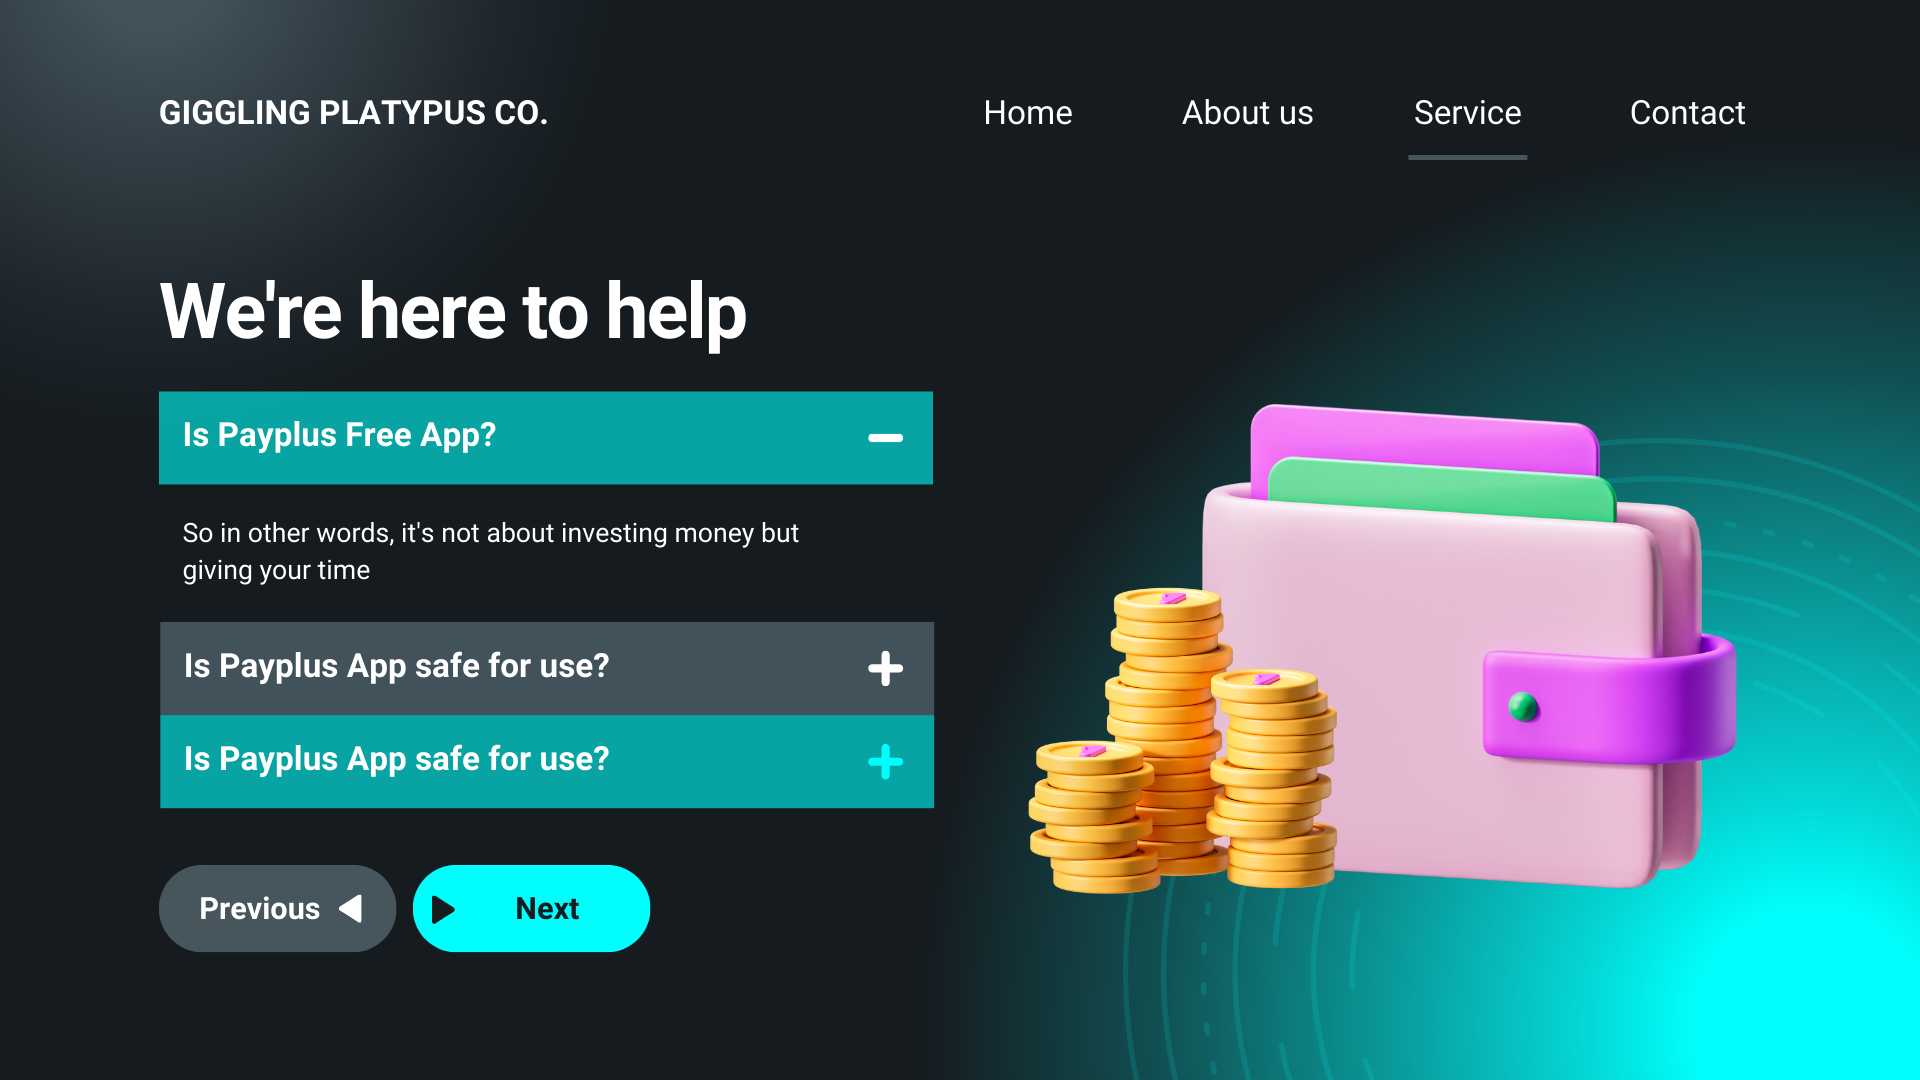 GIGGLING PLATYPUS CO.
Home
About us
Service
Contact
We're here to help
Is Payplus Free App?
So in other words, it's not about investing money but
giving your time
Is Payplus App safe for use?
Is Payplus App safe for use?
Previous
Next